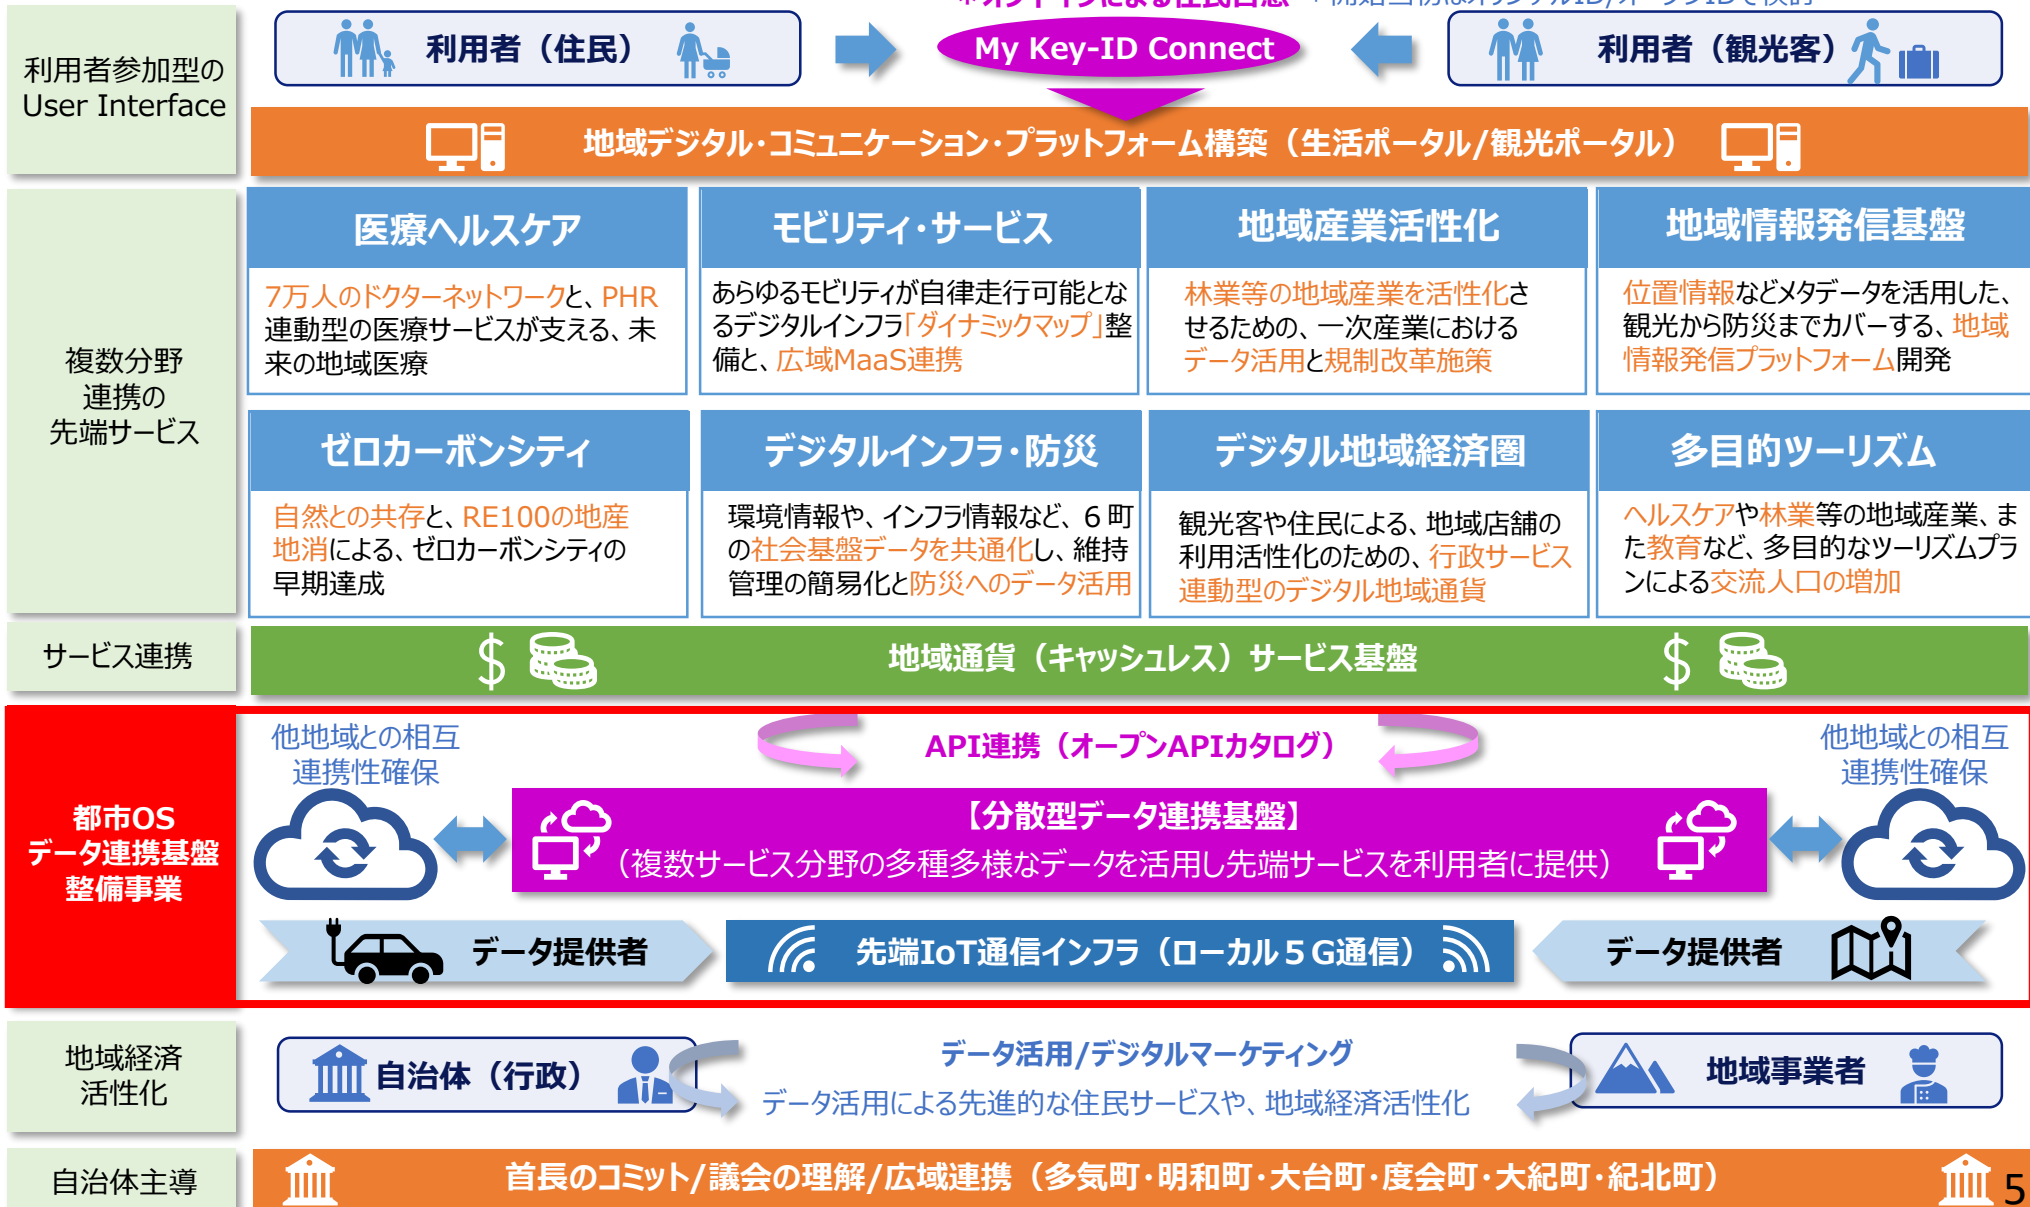 利用者参加型の
User Interface
利用者（住民）
My Key-ID Connect
利用者（観光客）
地域デジタル・コミュニケーション・プラットフォーム構築（生活ポータル/観光ポータル）
複数分野
連携の
先端サービス
医療ヘルスケア
7万人のドクターネットワークと、PHR
連動型の医療サービスが支える、未
来の地域医療
モビリティ・サービス
あらゆるモビリティが自律走行可能とな
るデジタルインフラ「ダイナミックマップ」整
備と、広域MaaS連携
地域産業活性化
林業等の地域産業を活性化さ
せるための、一次産業における
データ活用と規制改革施策
地域情報発信基盤
位置情報などメタデータを活用した、
観光から防災までカバーする、地域
情報発信プラットフォーム開発
ゼロカーボンシティ
自然との共存と、RE100の地産
地消による、ゼロカーボンシティの
早期達成
デジタルインフラ・防災
環境情報や、インフラ情報など、６町
の社会基盤データを共通化し、維持
管理の簡易化と防災へのデータ活用
デジタル地域経済圏
観光客や住民による、地域店舗の
利用活性化のための、行政サービス
連動型のデジタル地域通貨
多目的ツーリズム
ヘルスケアや林業等の地域産業、ま
た教育など、多目的なツーリズムプラ
ンによる交流人口の増加
サービス連携
地域通貨（キャッシュレス）サービス基盤
都市OS
データ連携基盤
整備事業
他地域との相互
連携性確保
API連携（オープンAPIカタログ）
他地域との相互
連携性確保
【分散型データ連携基盤】
（複数サービス分野の多種多様なデータを活用し先端サービスを利用者に提供）
データ提供者
先端IoT通信インフラ（ローカル５G通信）
データ提供者
地域経済
活性化
自治体（行政）
データ活用/デジタルマーケティング
データ活用による先進的な住民サービスや、地域経済活性化
地域事業者
自治体主導
首長のコミット/議会の理解/広域連携（多気町・明和町・大台町・度会町・大紀町・紀北町）
5